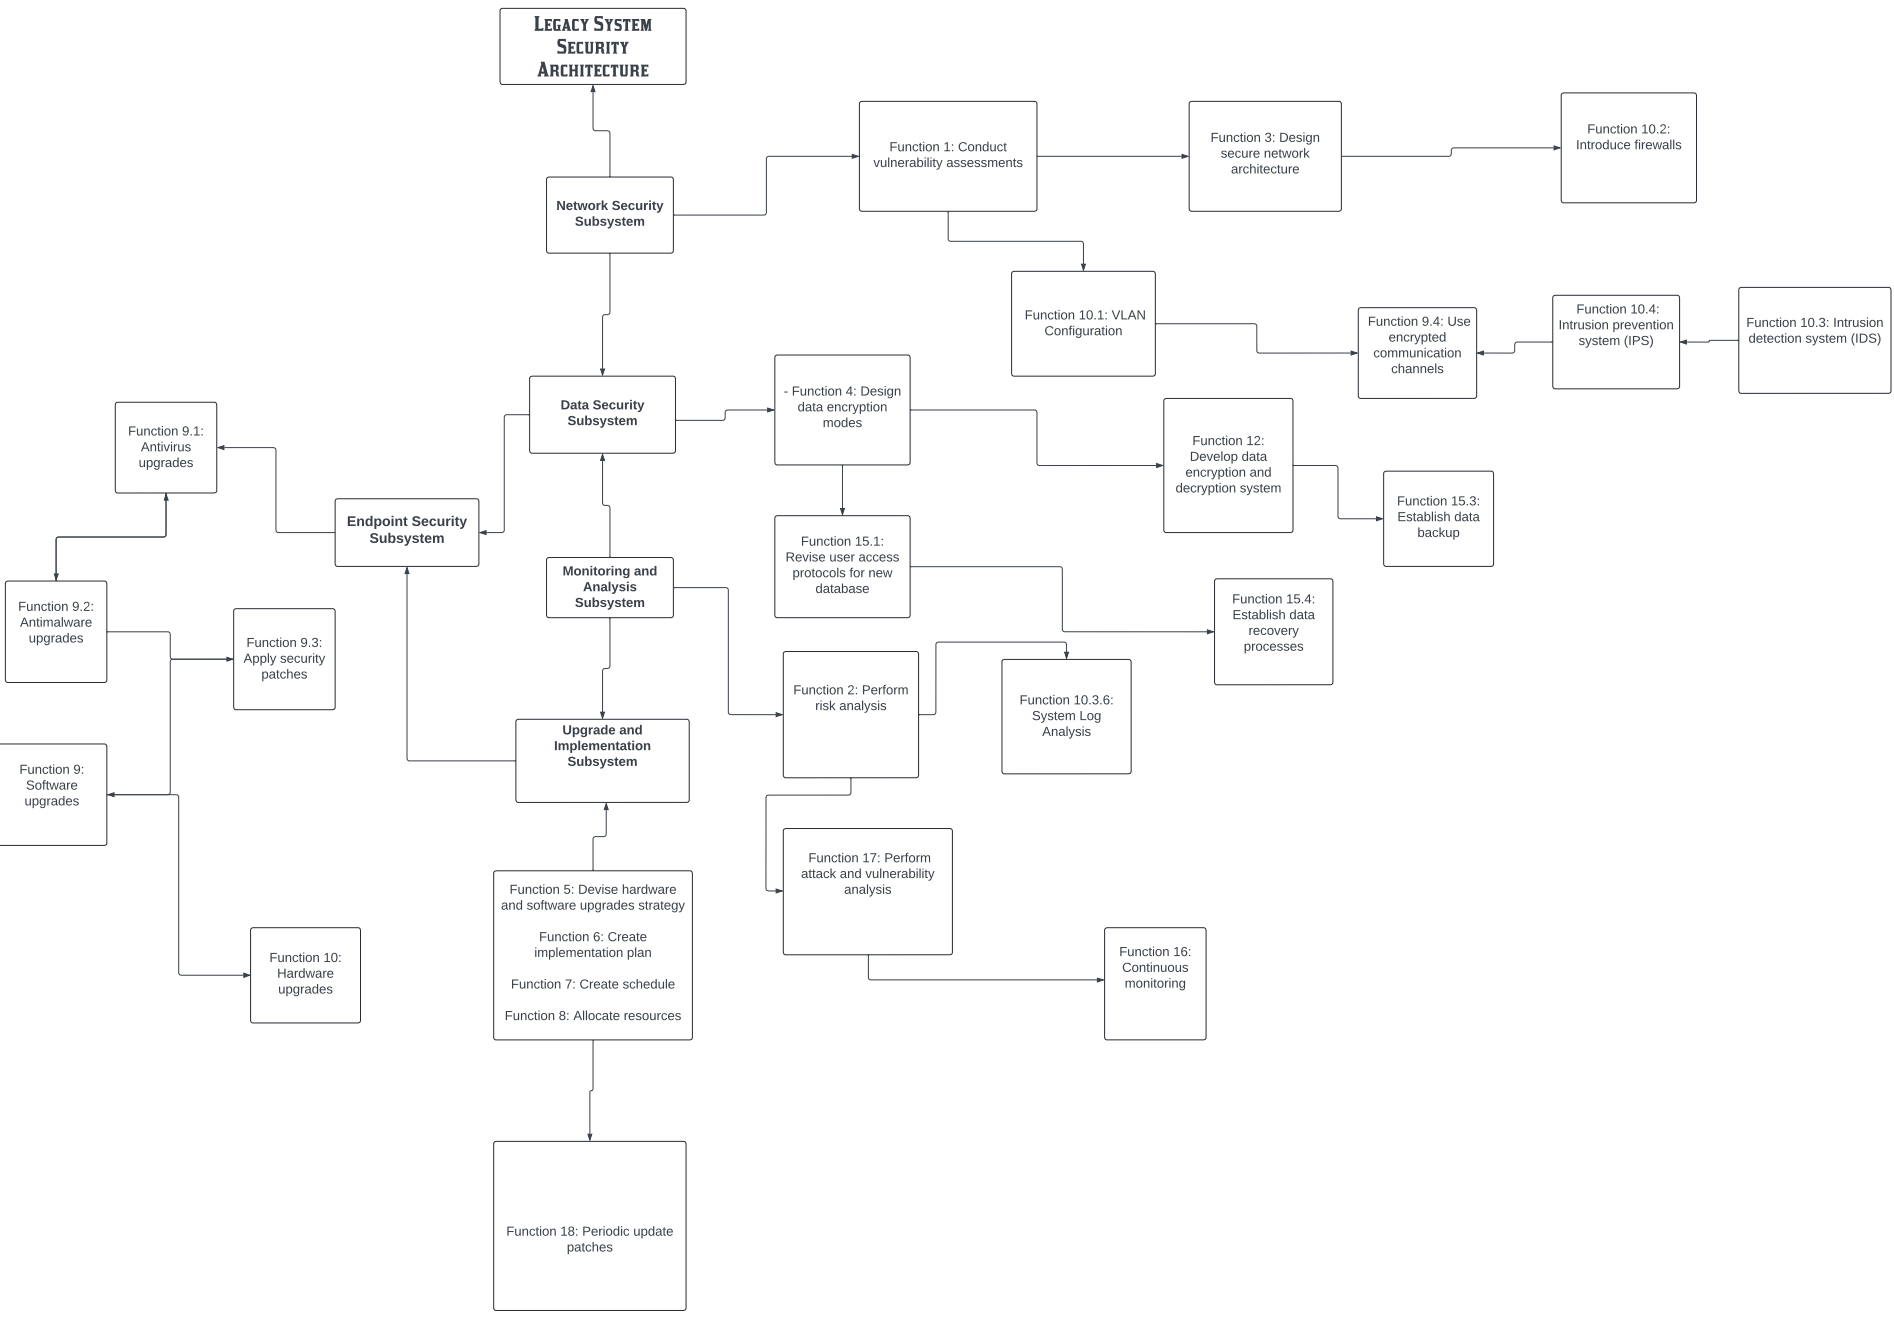 LEGACY SYSTEM
SECURITY
ARCHITECTURE
Function 10.2:
Introduce firewalls
Function 3: Design
secure network
architecture
Function 1: Conduct
vulnerability assessments
Network Security
Subsystem
Function 10.1: VLAN
Configuration
Function 9.4: Use
encrypted
communication
channels
Function 10.4:
Intrusion prevention
system (IPS)
Function 10.3: Intrusion
detection system (IDS)
- Function 4: Design
data encryption
modes
Data Security
Subsystem
Function 9.1:
Antivirus
upgrades
Function 12:
Develop data
encryption and
decryption system
Function 15.3:
Establish data
backup
Endpoint Security
Subsystem
Function 15.1:
Revise user access
protocols for new
database
Monitoring and
Analysis
Subsystem
Function 15.4:
Establish data
recovery
processes
Function 9.2:
Antimalware
upgrades
Function 9.3:
Apply security
patches
Function 2: Perform
risk analysis
Function 10.3.6:
System Log
Analysis
Upgrade and
Implementation
Subsystem
Function 9:
Software
upgrades
Function 17: Perform
attack and vulnerability
analysis
Function 5: Devise hardware
and software upgrades strategy
Function 6: Create
implementation plan
Function 7: Create schedule
Function 8: Allocate resources
Function 10:
Hardware
upgrades
Function 16:
Continuous
monitoring
Function 18: Periodic update
patches